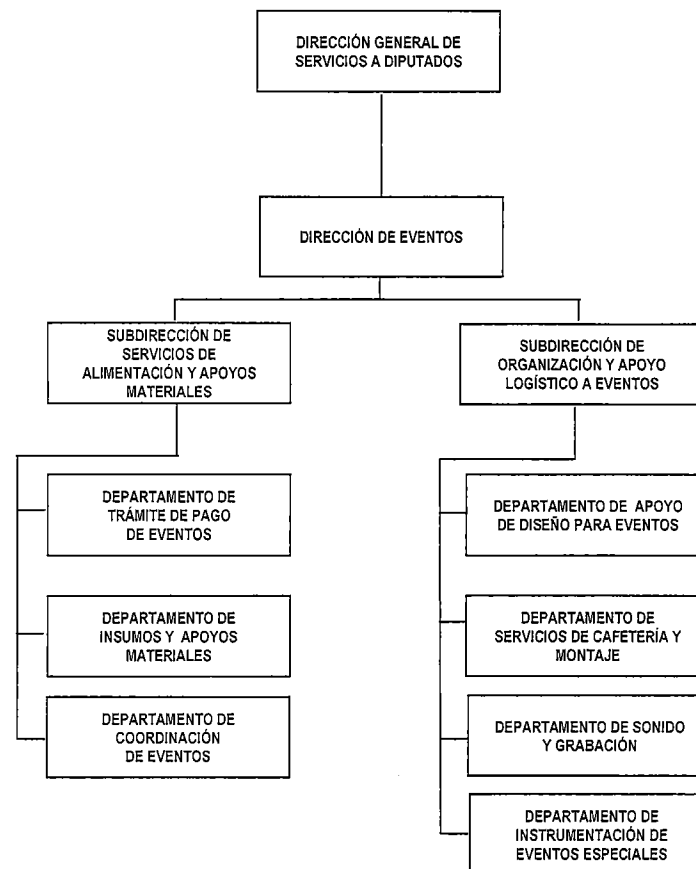 DIRECCIÓN GENERAL DE
SERVICIOS A DIPUTADOS
DIRECCIÓN DE EVENTOS
SUBDIRECCIÓN DE
SERVICIOS DE
ALIMENTACIÓN Y APOYOS
MATERIALES
DEPARTAMENTO DE
TRÁMITE DE PAGO
DE EVENTOS
DEPARTAMENTO DE
INSUMOS Y APOYOS
MATERIALES
DEPARTAMENTO DE
COORDINACIÓN
DE EVENTOS
SUBDIRECCIÓN DE
ORGANIZACIÓN Y APOYO
LOGÍSTICO A EVENTOS
DEPARTAMENTO DE APOYO
DE DISEÑO PARA EVENTOS
DEPARTAMENTO DE
SERVICIOS DE CAFETERÍA Y
MONTAJE
DEPARTAMENTO DE SONIDO
Y GRABACIÓN
DEPARTAMENTO DE
INSTRUMENTACIÓN DE
EVENTOS ESPECIALES